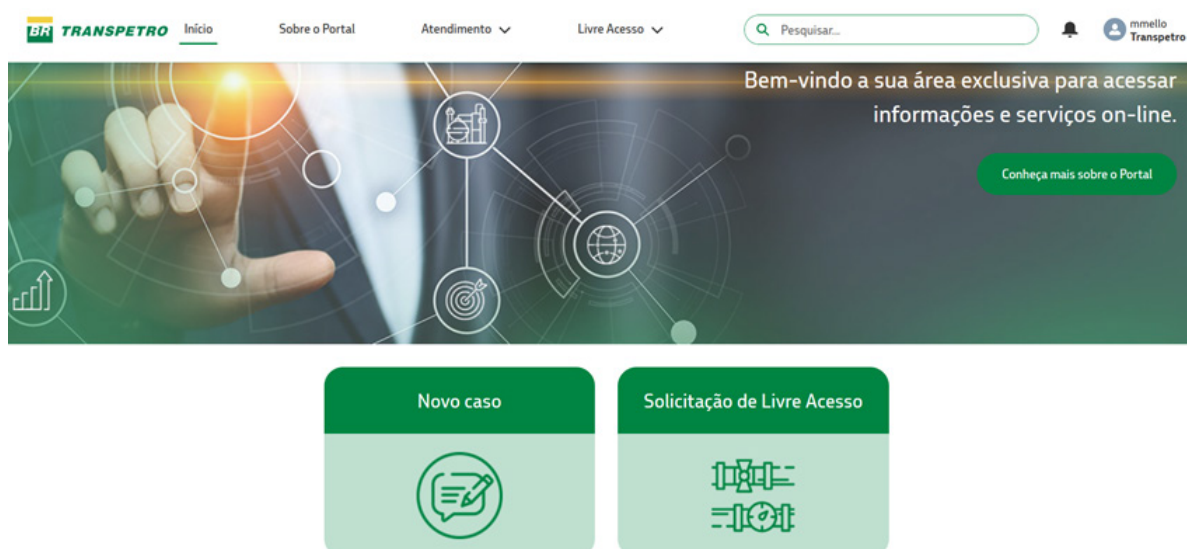 BR TRANSPETRO
Início
Sobre o Portal
Atendimento
Livre Acesso
Pesquisar...
mmello
Transpetro
Bem-vindo a sua área exclusiva para acessar
informações e serviços on-line.
Conheça mais sobre o Portal
Novo caso
Solicitação de Livre Acesso